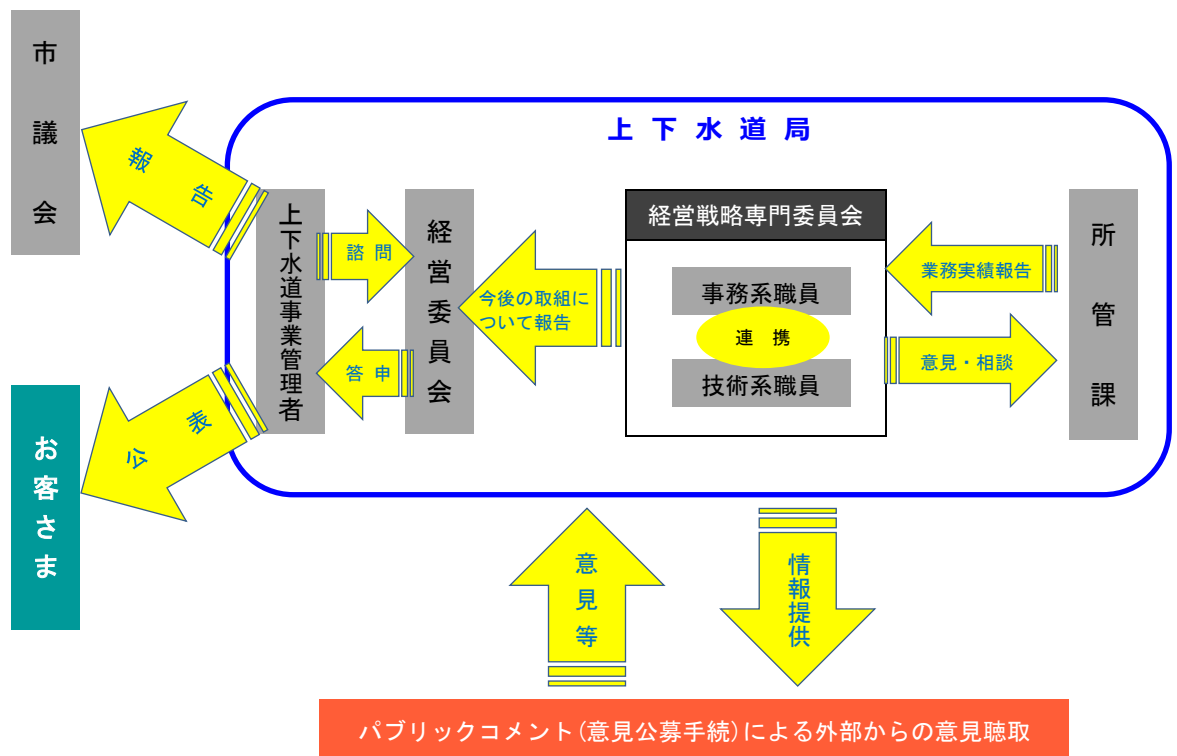 市議会
上下水道局
報告
上下水道事業管理者
諮問
答申
経営委員会
今後の取組に
ついて報告
経営戦略専門委員会
事務系職員
連携
技術系職員
業務実績報告
意見・相談
所管課
公表
お客さま
意見等
情報提供
パブリックコメント(意見公募手続)による外部からの意見聴取